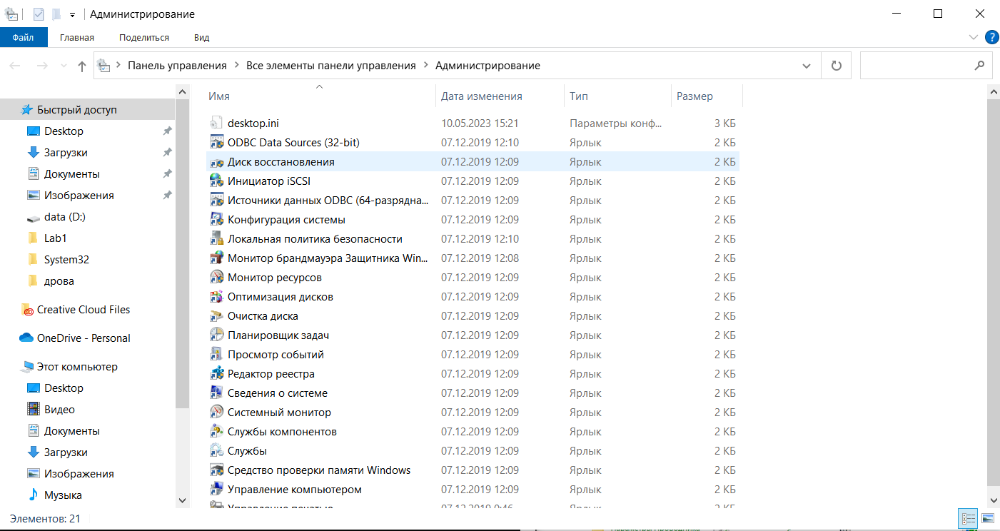 Администрирование
Файл Главная Поделиться Вид ?
Панель управления Все элементы панели управления Администрирование
Быстрый доступ
Desktop
Загрузки
Документы
Изображения
data (D:)
Lab1
System32
дрова
Creative Cloud Files
OneDrive - Personal
Этот компьютер
Desktop
Видео
Документы
Загрузки
Изображения
Музыка
Имя Дата изменения Тип Размер
desktop.ini 10.05.2023 15:21 Параметры конф... 3 КБ
ODBC Data Sources (32-bit) 07.12.2019 12:10 Ярлык 2 КБ
Диск восстановления 07.12.2019 12:09 Ярлык 2 КБ
Инициатор iSCSI 07.12.2019 12:09 Ярлык 2 КБ
Источники данных ODBC (64-разрядна... 07.12.2019 12:09 Ярлык 2 КБ
Конфигурация системы 07.12.2019 12:09 Ярлык 2 КБ
Локальная политика безопасности 07.12.2019 12:10 Ярлык 2 КБ
Монитор брандмауэра Защитника Win... 07.12.2019 12:08 Ярлык 2 КБ
Монитор ресурсов 07.12.2019 12:09 Ярлык 2 КБ
Оптимизация дисков 07.12.2019 12:09 Ярлык 2 КБ
Очистка диска 07.12.2019 12:09 Ярлык 2 КБ
Планировщик задач 07.12.2019 12:09 Ярлык 2 КБ
Просмотр событий 07.12.2019 12:09 Ярлык 2 КБ
Редактор реестра 07.12.2019 12:09 Ярлык 2 КБ
Сведения о системе 07.12.2019 12:09 Ярлык 2 КБ
Системный монитор 07.12.2019 12:09 Ярлык 2 КБ
Службы компонентов 07.12.2019 12:09 Ярлык 2 КБ
Службы 07.12.2019 12:09 Ярлык 2 КБ
Средство проверки памяти Windows 07.12.2019 12:09 Ярлык 2 КБ
Управление компьютером 07.12.2019 12:09 Ярлык 2 КБ
Управление печатью 07.12.2019 9:46 Ярлык 2 КБ
Элементов: 21